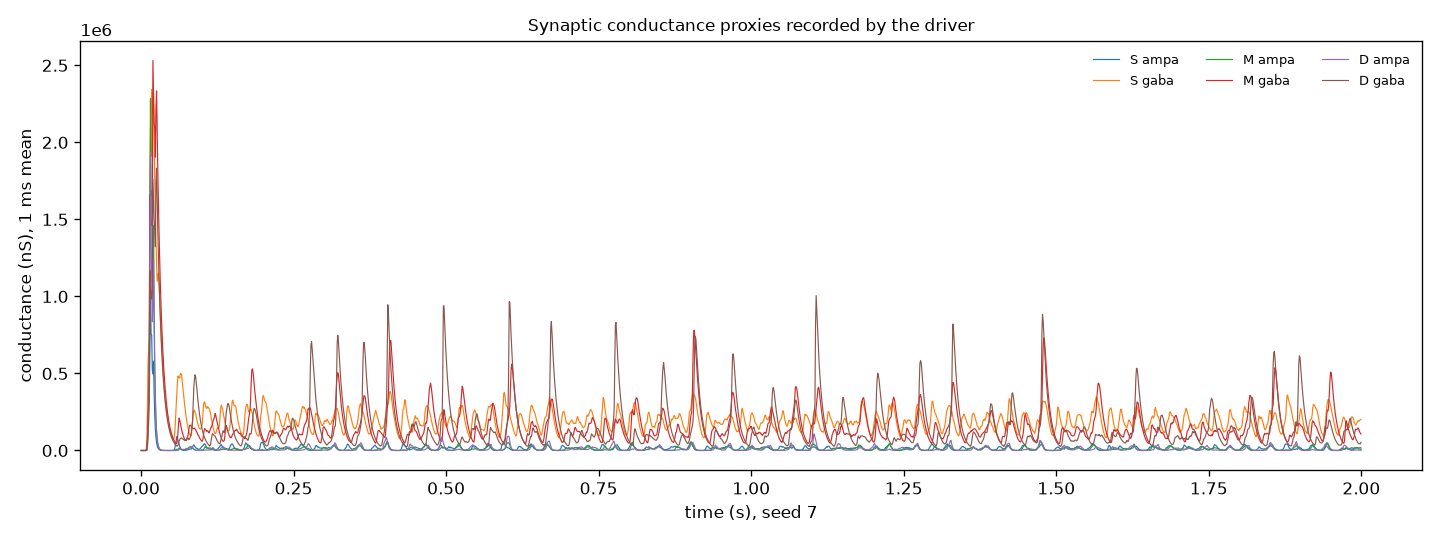 Synaptic conductance proxies recorded by the driver
1e6
S ampa M ampa D ampa
S gaba M gaba D gaba
2.5
2.0
1.5
1.0
0.5
0.0
conductance (nS), 1 ms mean
0.00 0.25 0.50 0.75 1.00 1.25 1.50 1.75 2.00
time (s), seed 7